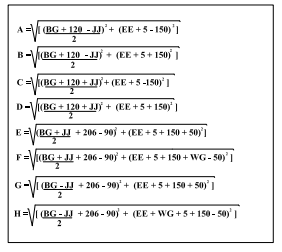 A =√[ (BG + 120 - JJ)² + (EE + 5 - 150)² ]
2
B =√[(BG + 120 - JJ)² + (EE + 5 + 150)² ]
2
C =√[(BG + 120 + JJ)² + (EE + 5 -150)² ]
2
D =√[(BG + 120 + JJ)² + (EE + 5 + 150)² ]
2
E =√(BG + JJ + 206 - 90)² + (EE + 5 + 150 + 50)² ]
2
F =√[(BG + JJ + 206 - 90)² + (EE + 5 + 150 + WG - 50)² ]
2
G =√[ (BG - JJ + 206 - 90)² + (EE + 5 + 150 + 50)² ]
2
H =√[ (BG - JJ + 206 - 90)² + (EE + WG + 5 + 150 - 50)² ]
2